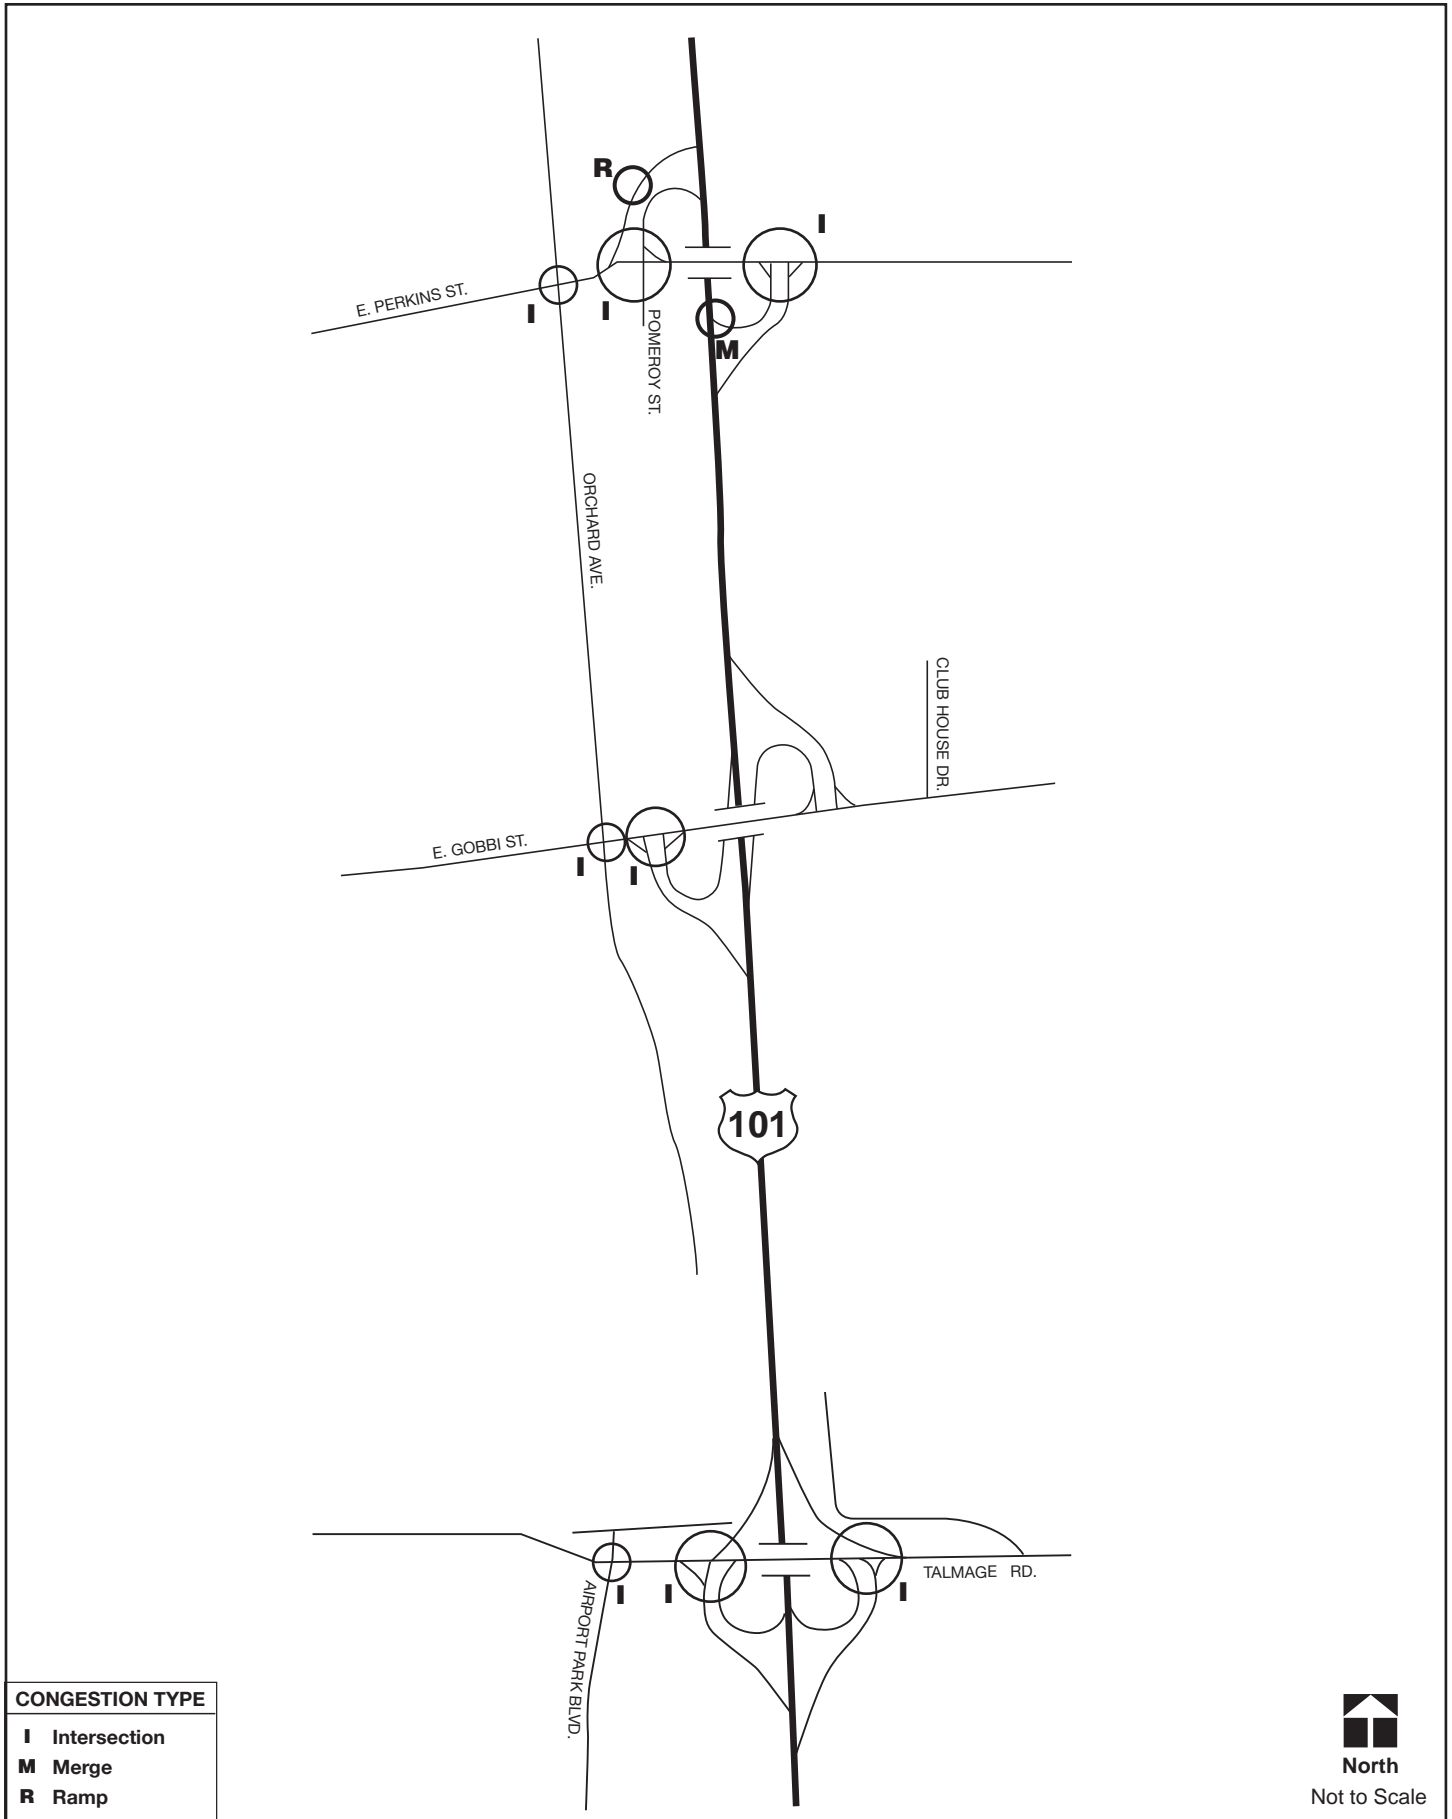 R
I
E. PERKINS ST.
I
I
POMEROY ST.
M
ORCHARD AVE.
CLUB HOUSE DR.
E. GOBBI ST.
I
I
101
TALMAGE RD.
I
I
I
AIRPORT PARK BLVD.
CONGESTION TYPE
I Intersection
M Merge
R Ramp
North
Not to Scale